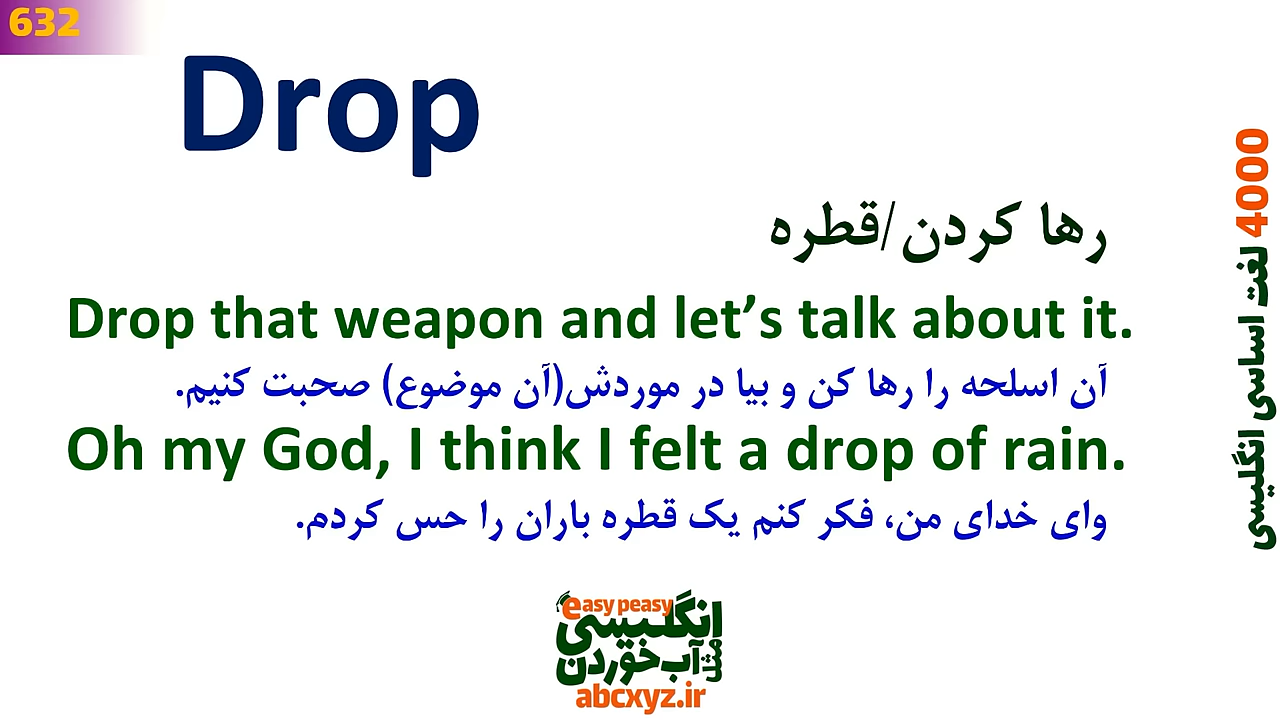 632
Drop
رها کردن/قطره
Drop that weapon and let’s talk about it.
آن اسلحه را رها کن و بیا در موردش(آن موضوع) صحبت کنیم.
Oh my God, I think I felt a drop of rain.
وای خدای من، فکر کنم یک قطره باران را حس کردم.
4000 لغت اساسی انگلیسی
easy peasy
انگلیسی
مثل آب خوردن
abcxyz.ir